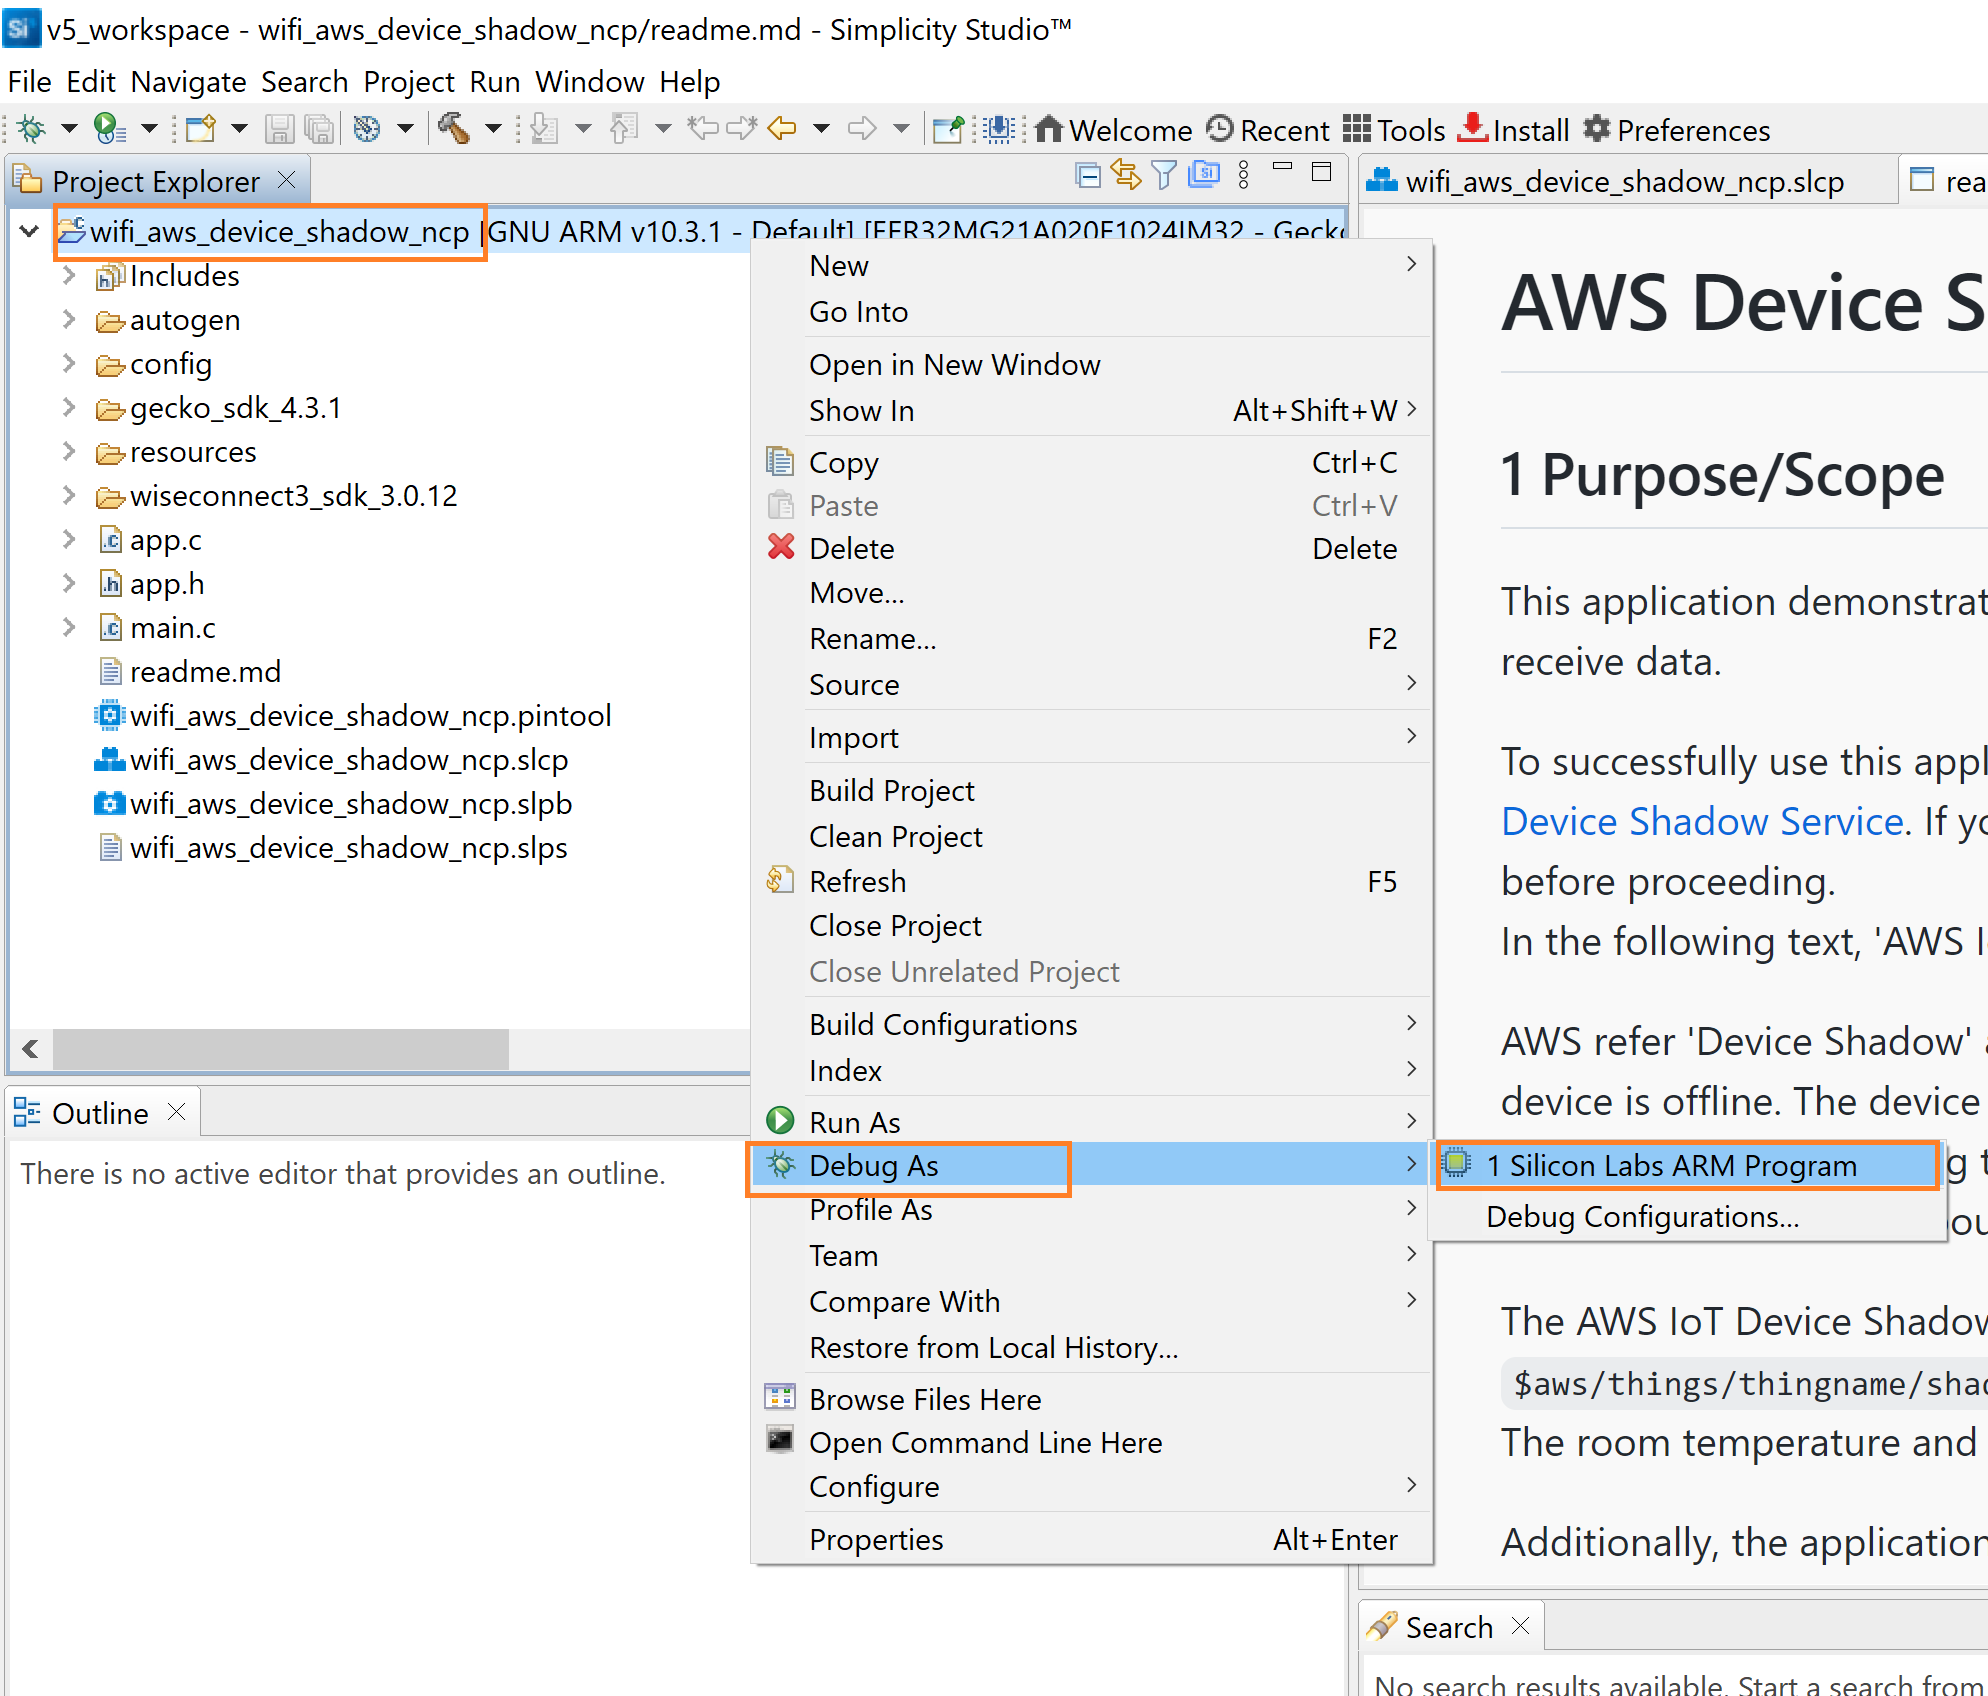 v5_workspace - wifi_aws_device_shadow_ncp/readme.md - Simplicity Studio™
File Edit Navigate Search Project Run Window Help
Welcome Recent Tools Install Preferences
Project Explorer
wifi_aws_device_shadow_ncp [GNU ARM v10.3.1 - Default] [EFR32MG21A020F1024IM32 - Gecko
Includes
autogen
config
gecko_sdk_4.3.1
resources
wiseconnect3_sdk_3.0.12
app.c
app.h
main.c
readme.md
wifi_aws_device_shadow_ncp.pintool
wifi_aws_device_shadow_ncp.slcp
wifi_aws_device_shadow_ncp.slpb
wifi_aws_device_shadow_ncp.slps
Outline
There is no active editor that provides an outline.
New
Go Into
Open in New Window
Show In Alt+Shift+W
Copy Ctrl+C
Paste Ctrl+V
Delete Delete
Move...
Rename... F2
Source
Import
Build Project
Clean Project
Refresh F5
Close Project
Close Unrelated Project
Build Configurations
Index
Run As
Debug As
Profile As
Team
Compare With
Restore from Local History...
Browse Files Here
Open Command Line Here
Configure
Properties Alt+Enter
1 Silicon Labs ARM Program
Debug Configurations...
wifi_aws_device_shadow_ncp.slcp
rea
AWS Device S
1 Purpose/Scope
This application demonstrat
receive data.
To successfully use this appl
Device Shadow Service. If yo
before proceeding.
In the following text, 'AWS I
AWS refer 'Device Shadow' a
device is offline. The device
g t
ou
The AWS IoT Device Shadow
$aws/things/thingname/shad
The room temperature and
Additionally, the application
Search
No search results available. Start a search from